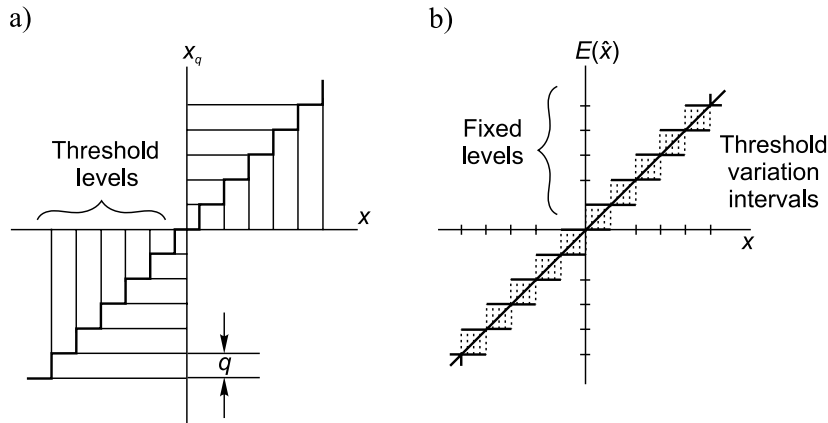 a)
x_q
Threshold
levels
x
q
b)
E(x̂)
Fixed
levels
Threshold
variation
intervals
x